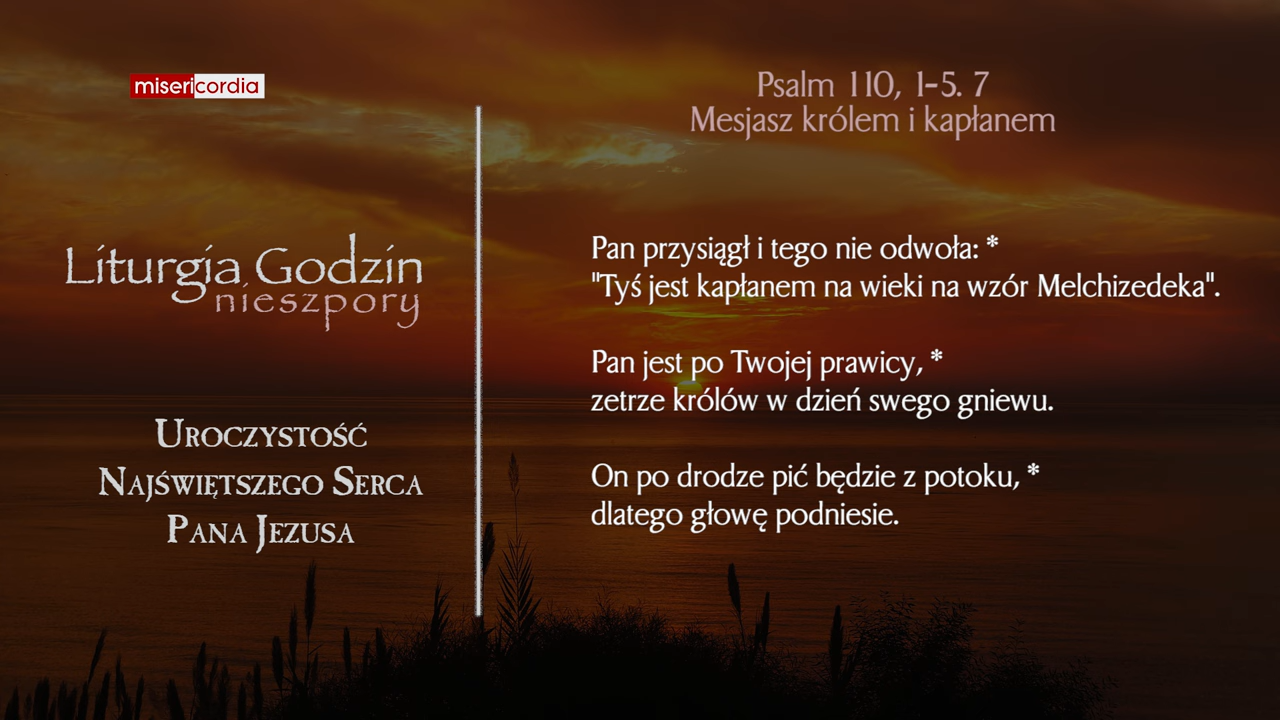 misericordia
Liturgia Godzin
nieszpory
Uroczystość
Najświętszego Serca
Pana Jezusa
Psalm 110, 1-5. 7
Mesjasz królem i kapłanem
Pan przysiągł i tego nie odwoła: *
"Tyś jest kapłanem na wieki na wzór Melchizedeka".
Pan jest po Twojej prawicy, *
zetrze królów w dzień swego gniewu.
On po drodze pić będzie z potoku, *
dlatego głowę podniesie.